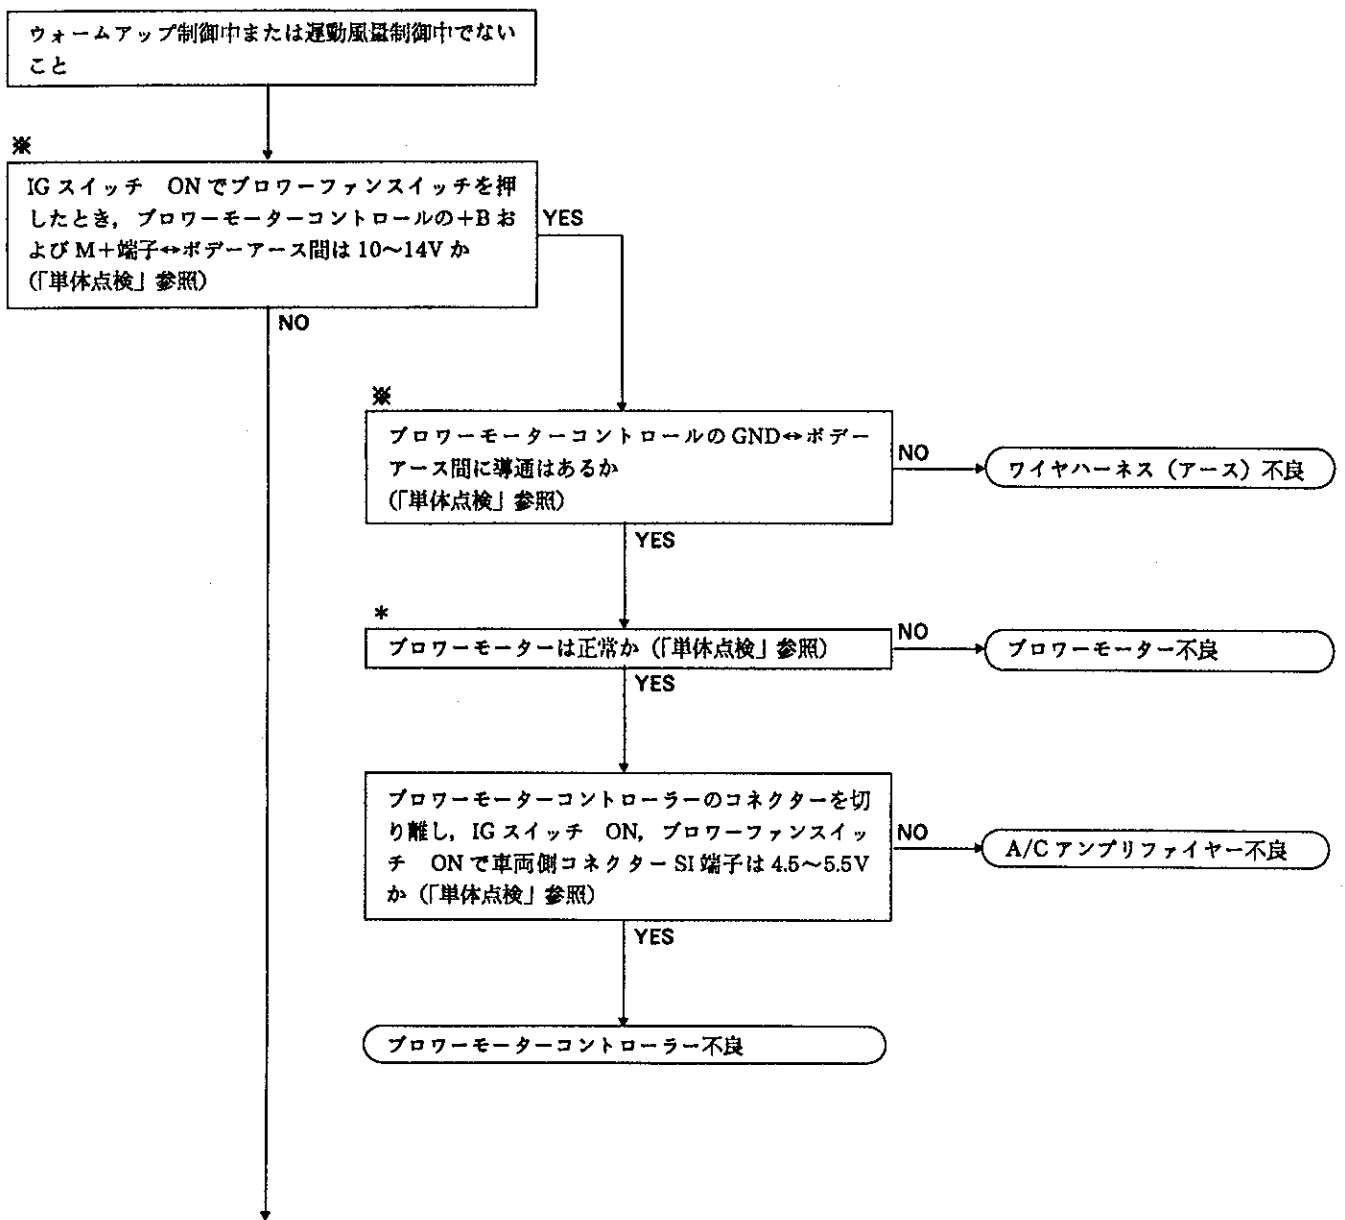 ウォームアップ制御中または遅動風量制御中でない
こと
※
IG スイッチ ON でブロワーファンスイッチを押
したとき，ブロワーモーターコントロールの+B お
よび M+端子↔ボデーアース間は 10〜14V か
(「単体点検」参照)
YES
NO
※
ブロワーモーターコントロールの GND↔ボデー
アース間に導通はあるか
(「単体点検」参照)
NO
ワイヤハーネス（アース）不良
YES
*
ブロワーモーターは正常か (「単体点検」参照)
NO
ブロワーモーター不良
YES
ブロワーモーターコントローラーのコネクターを切
り離し，IG スイッチ ON，ブロワーファンスイッ
チ ON で車両側コネクター SI 端子は 4.5〜5.5V
か (「単体点検」参照)
NO
A/C アンプリファイヤー不良
YES
ブロワーモーターコントローラー不良